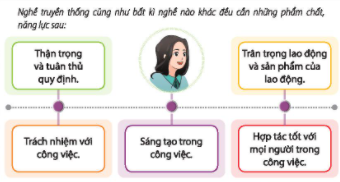 Nghề truyền thống cũng như bất kì nghề nào khác đều cần những phẩm chất,
năng lực sau:
Thận trọng
và tuân thủ
quy định.
Trân trọng lao động
và sản phẩm của
lao động.
Trách nhiệm với
công việc.
Sáng tạo trong
công việc.
Hợp tác tốt với
mọi người trong
công việc.